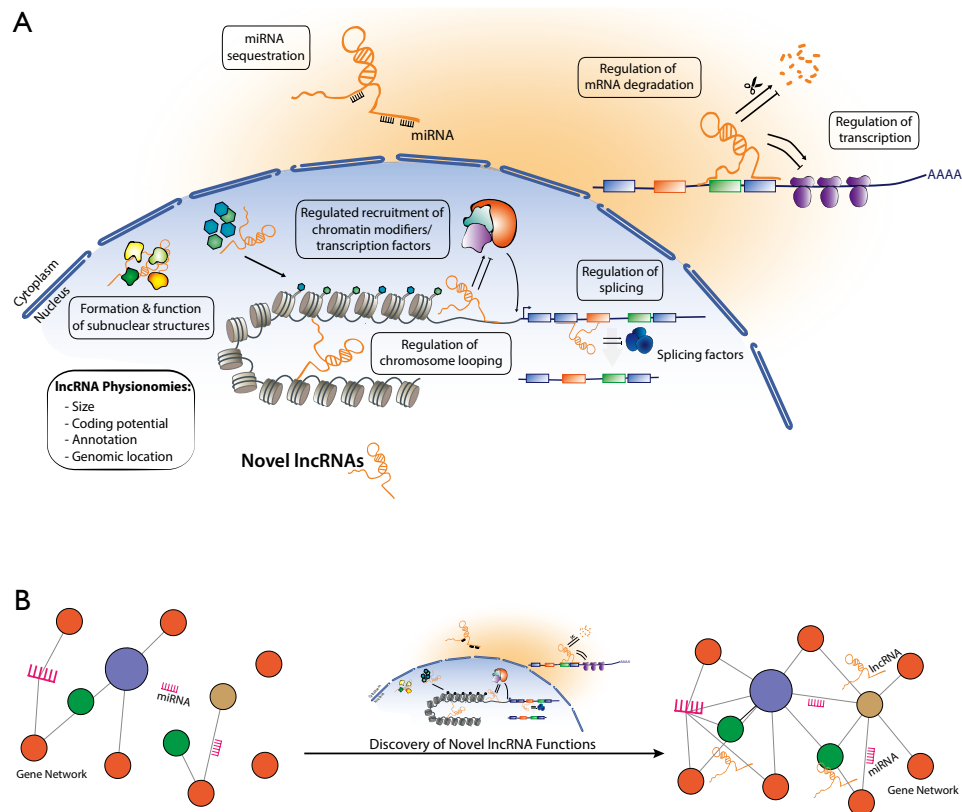 A
miRNA
sequestration
miRNA
Regulation of
mRNA degradation
Regulation of
transcription
AAAA
Cytoplasm
Nucleus
Regulated recruitment of
chromatin modifiers/
transcription factors
Formation & function
of subnuclear structures
Regulation of
splicing
Regulation of
chromosome looping
Splicing factors
lncRNA Physionomies:
- Size
- Coding potential
- Annotation
- Genomic location
Novel lncRNAs
B
miRNA
Gene Network
AAAA
Discovery of Novel lncRNA Functions
lncRNA
miRNA
Gene Network